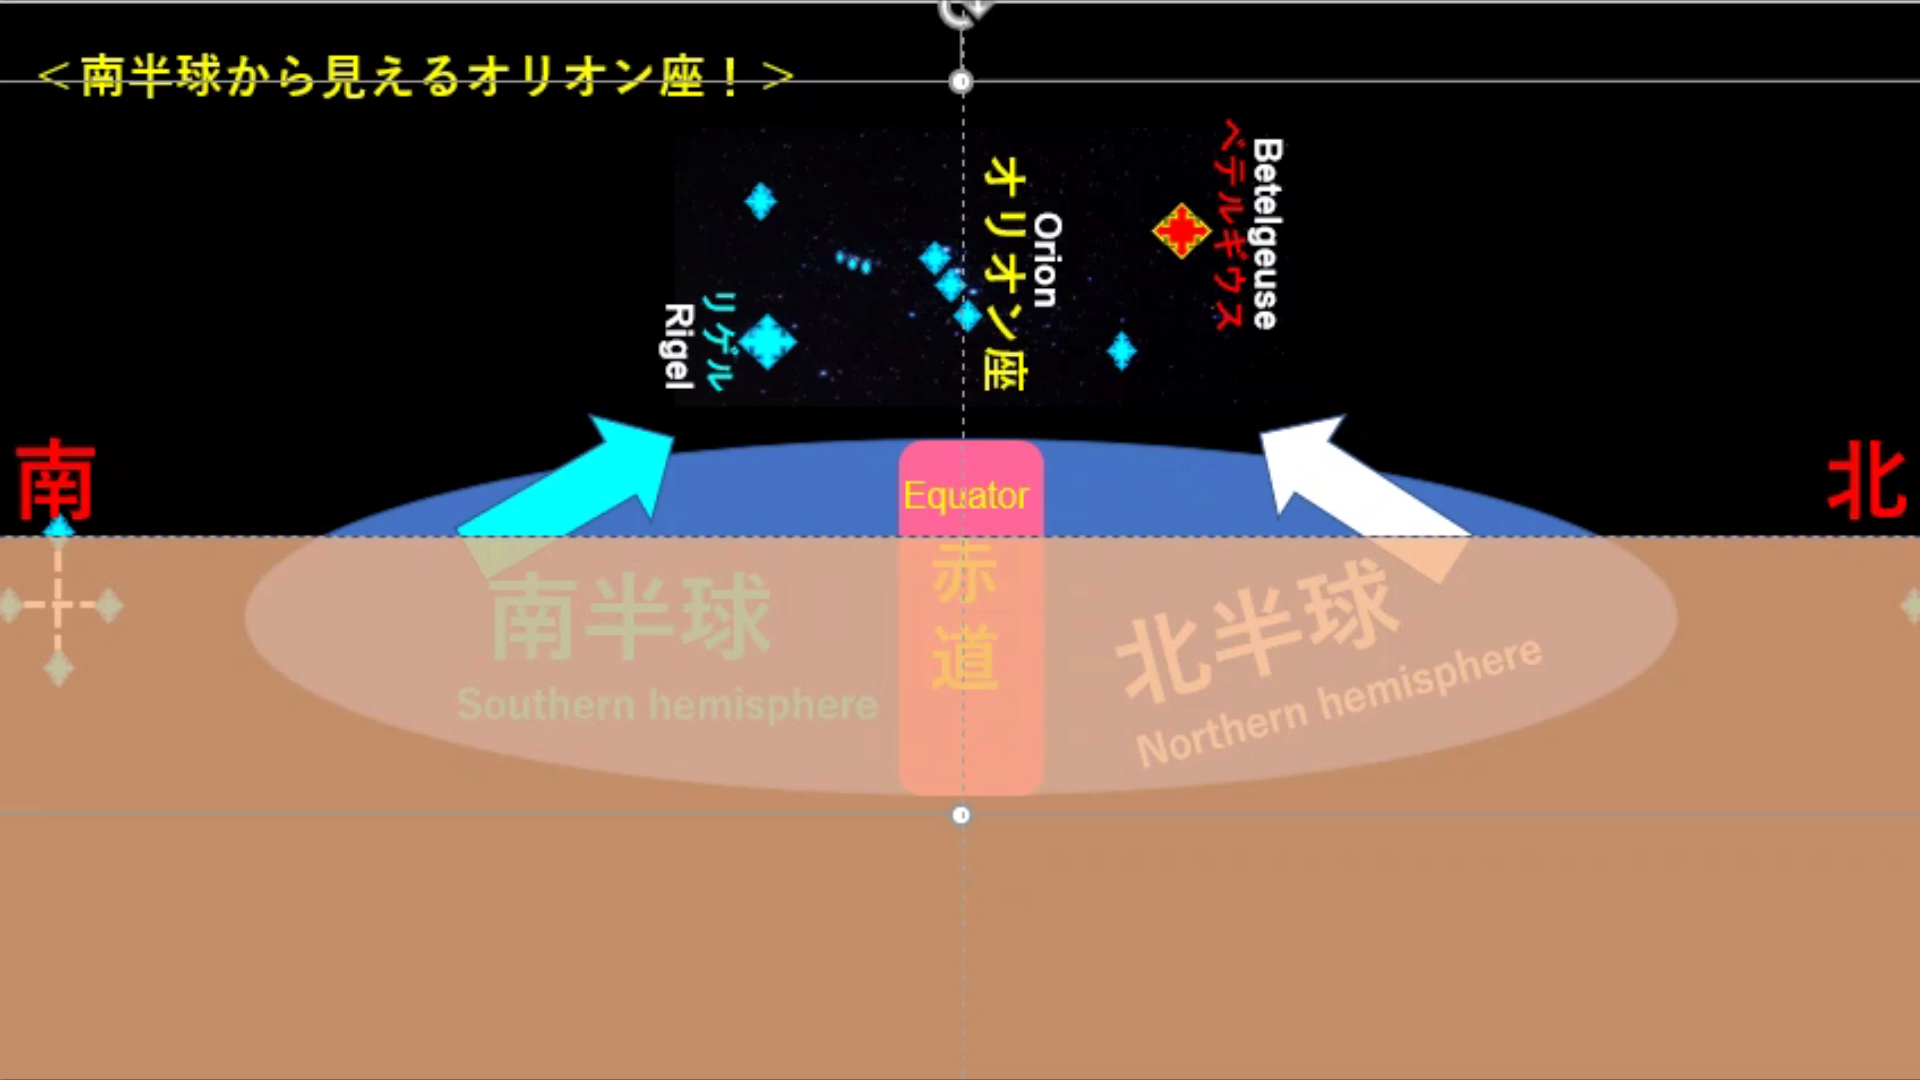 ＜南半球から見えるオリオン座！＞
Betelgeuse
ベテルギウス
Orion
オリオン座
リゲル
Rigel
南
北
Equator
赤道
南半球
Southern hemisphere
北半球
Northern hemisphere